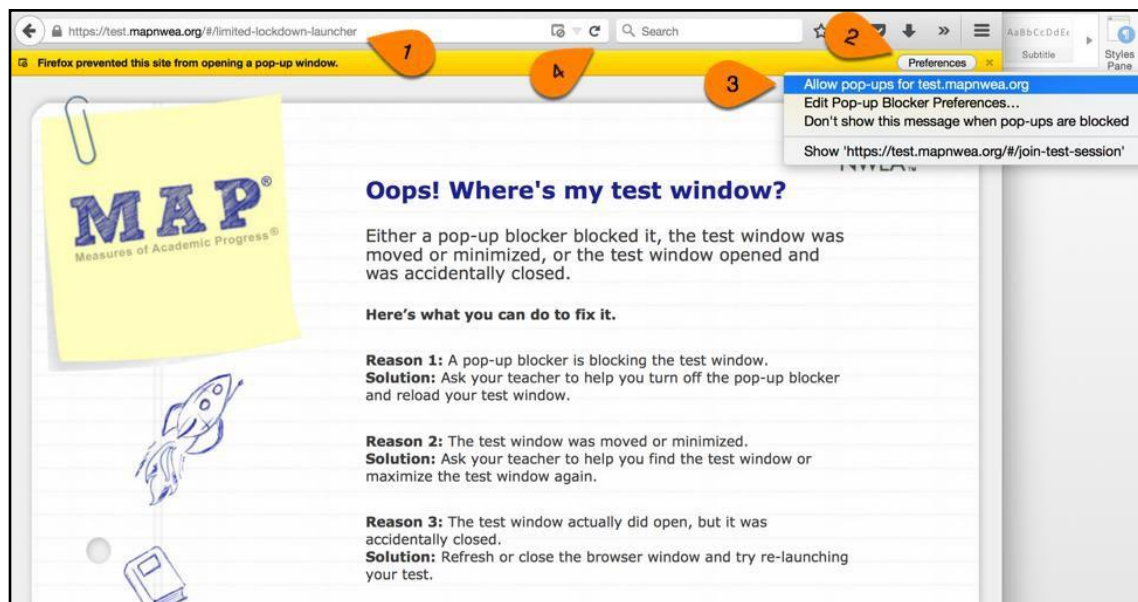 https://test.mapnwea.org/#/limited-lockdown-launcher
Search
1
2
3
4
AaBbCcDdEe
Subtitle
Styles
Pane
Firefox prevented this site from opening a pop-up window.
Preferences
Allow pop-ups for test.mapnwea.org
Edit Pop-up Blocker Preferences...
Don't show this message when pop-ups are blocked
Show 'https://test.mapnwea.org/#/join-test-session'
NWEA
MAP®
Measures of Academic Progress®
Oops! Where's my test window?
Either a pop-up blocker blocked it, the test window was
moved or minimized, or the test window opened and
was accidentally closed.
Here's what you can do to fix it.
Reason 1: A pop-up blocker is blocking the test window.
Solution: Ask your teacher to help you turn off the pop-up blocker
and reload your test window.
Reason 2: The test window was moved or minimized.
Solution: Ask your teacher to help you find the test window or
maximize the test window again.
Reason 3: The test window actually did open, but it was
accidentally closed.
Solution: Refresh or close the browser window and try re-launching
your test.